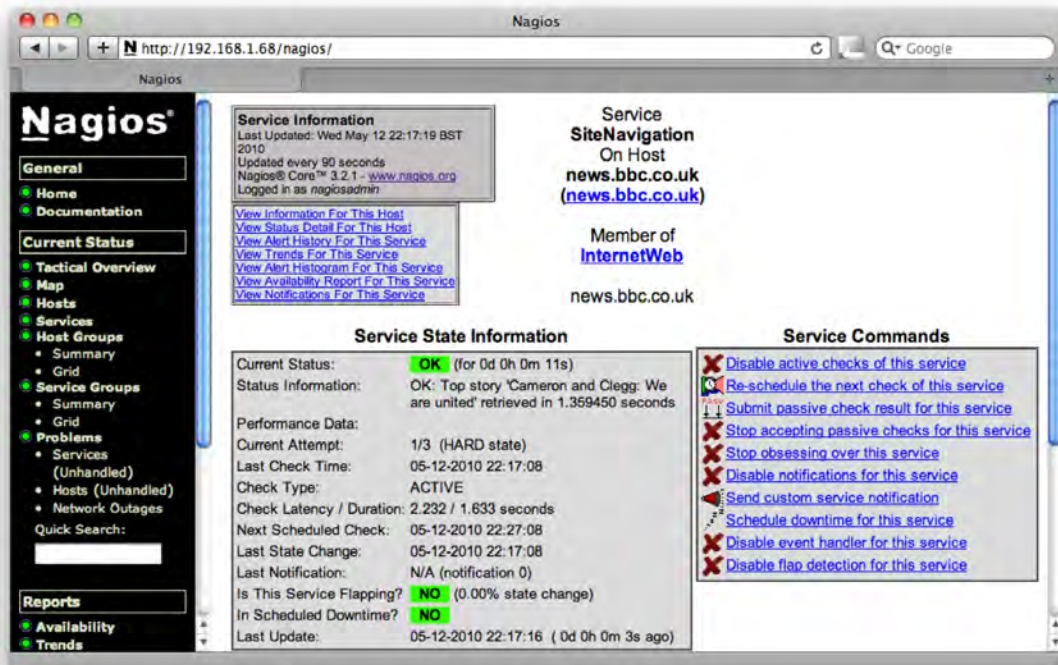 Nagios
N http://192.168.1.68/nagios/
Google
Nagios
Nagios®
General
Home
Documentation
Current Status
Tactical Overview
Map
Hosts
Services
Host Groups
Summary
Grid
Service Groups
Summary
Grid
Problems
Services
(Unhandled)
Hosts (Unhandled)
Network Outages
Quick Search:
Reports
Availability
Trends
Service Information
Last Updated: Wed May 12 22:17:19 BST
2010
Updated every 90 seconds
Nagios® Core™ 3.2.1 - www.nagios.org
Logged in as nagiosadmin
View Information For This Host
View Status Detail For This Host
View Alert History For This Service
View Trends For This Service
View Alert Histogram For This Service
View Availability Report For This Service
View Notifications For This Service
Service
SiteNavigation
On Host
news.bbc.co.uk
(news.bbc.co.uk)
Member of
InternetWeb
news.bbc.co.uk
Service State Information
Current Status: OK (for 0d 0h 0m 11s)
Status Information: OK: Top story 'Cameron and Clegg: We
are united' retrieved in 1.359450 seconds
Performance Data:
Current Attempt: 1/3 (HARD state)
Last Check Time: 05-12-2010 22:17:08
Check Type: ACTIVE
Check Latency / Duration: 2.232 / 1.633 seconds
Next Scheduled Check: 05-12-2010 22:27:08
Last State Change: 05-12-2010 22:17:08
Last Notification: N/A (notification 0)
Is This Service Flapping? NO (0.00% state change)
In Scheduled Downtime? NO
Last Update: 05-12-2010 22:17:16 ( 0d 0h 0m 3s ago)
Service Commands
Disable active checks of this service
Re-schedule the next check of this service
PASV Submit passive check result for this service
Stop accepting passive checks for this service
Stop obsessing over this service
Disable notifications for this service
Send custom service notification
Schedule downtime for this service
Disable event handler for this service
Disable flap detection for this service